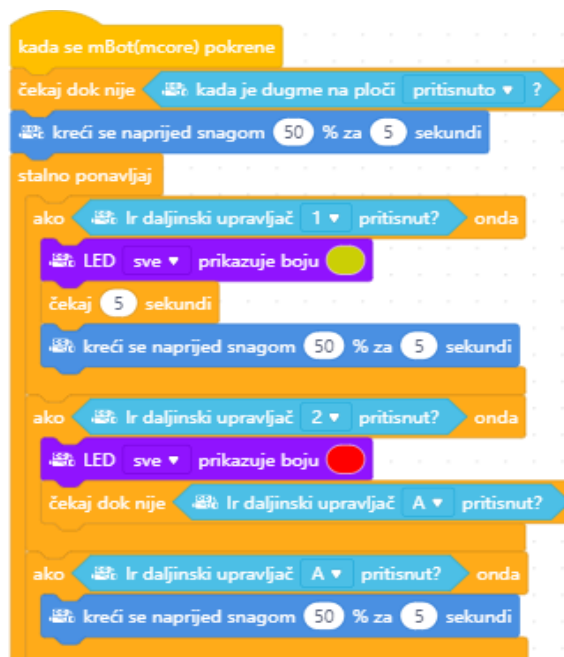 kada se mBot(mcore) pokrene
čekaj dok nije kada je dugme na ploči pritisnuto ?
kreći se naprijed snagom 50 % za 5 sekundi
stalno ponavljaj
ako Ir daljinski upravljač 1 pritisnut? onda
LED sve prikazuje boju
čekaj 5 sekundi
kreći se naprijed snagom 50 % za 5 sekundi
ako Ir daljinski upravljač 2 pritisnut? onda
LED sve prikazuje boju
čekaj dok nije Ir daljinski upravljač A pritisnut?
ako Ir daljinski upravljač A pritisnut? onda
kreći se naprijed snagom 50 % za 5 sekundi